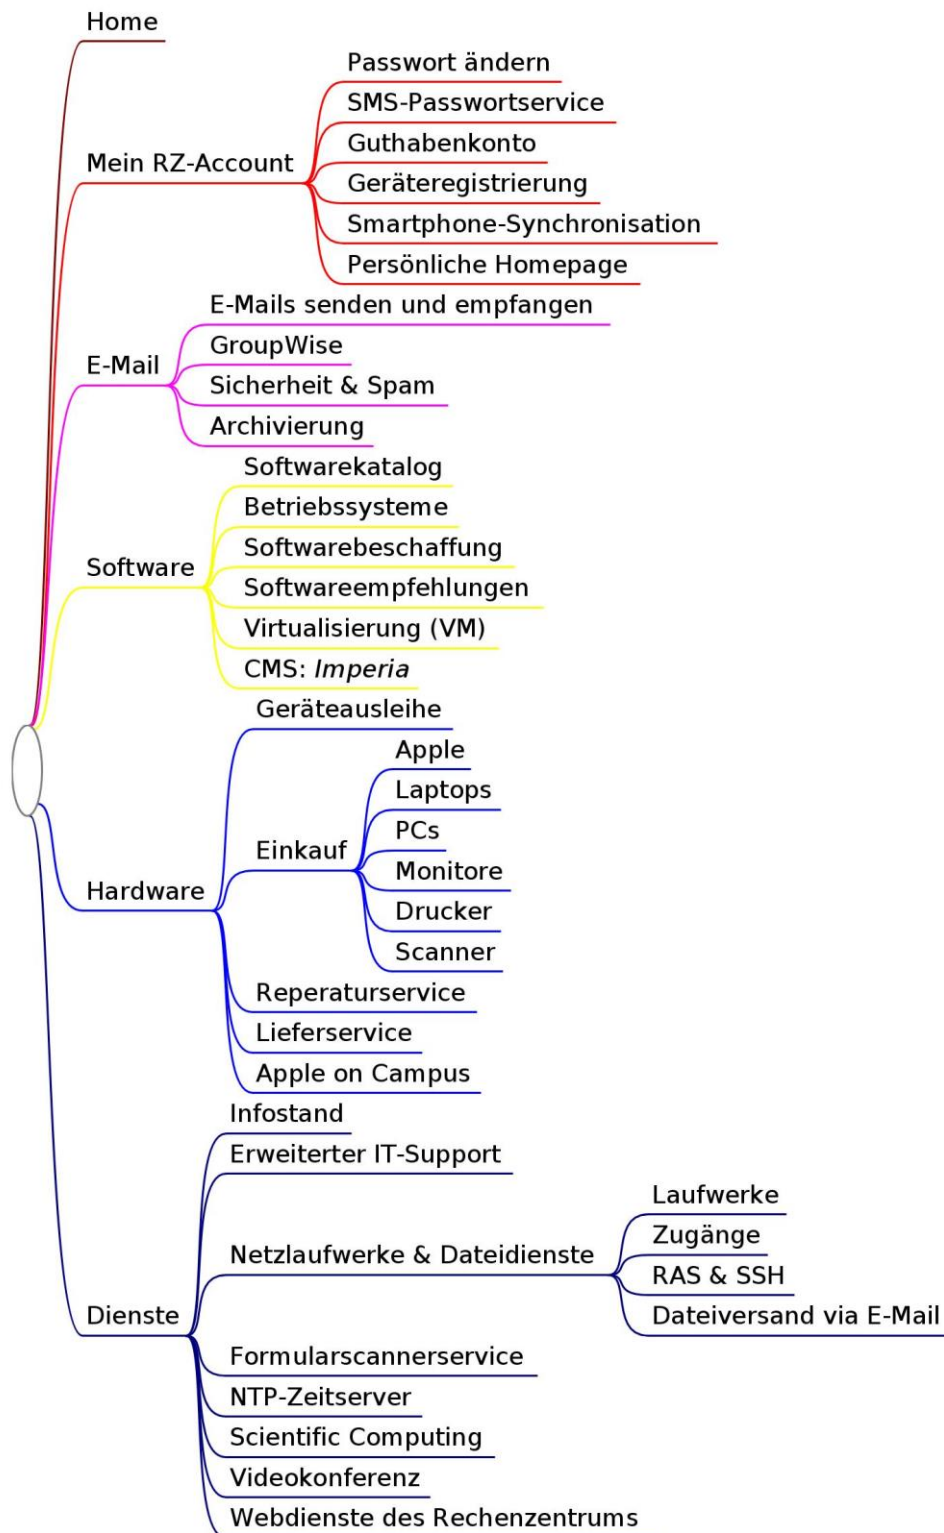 Home
Mein RZ-Account
Passwort ändern
SMS-Passwortservice
Guthabenkonto
Geräteregistrierung
Smartphone-Synchronisation
Persönliche Homepage
E-Mail
E-Mails senden und empfangen
GroupWise
Sicherheit & Spam
Archivierung
Software
Softwarekatalog
Betriebssysteme
Softwarebeschaffung
Softwareempfehlungen
Virtualisierung (VM)
CMS: Imperia
Hardware
Geräteausleihe
Einkauf
Apple
Laptops
PCs
Monitore
Drucker
Scanner
Reperaturservice
Lieferservice
Apple on Campus
Dienste
Infostand
Erweiterter IT-Support
Netzlaufwerke & Dateidienste
Laufwerke
Zugänge
RAS & SSH
Dateiversand via E-Mail
Formularscannerservice
NTP-Zeitserver
Scientific Computing
Videokonferenz
Webdienste des Rechenzentrums